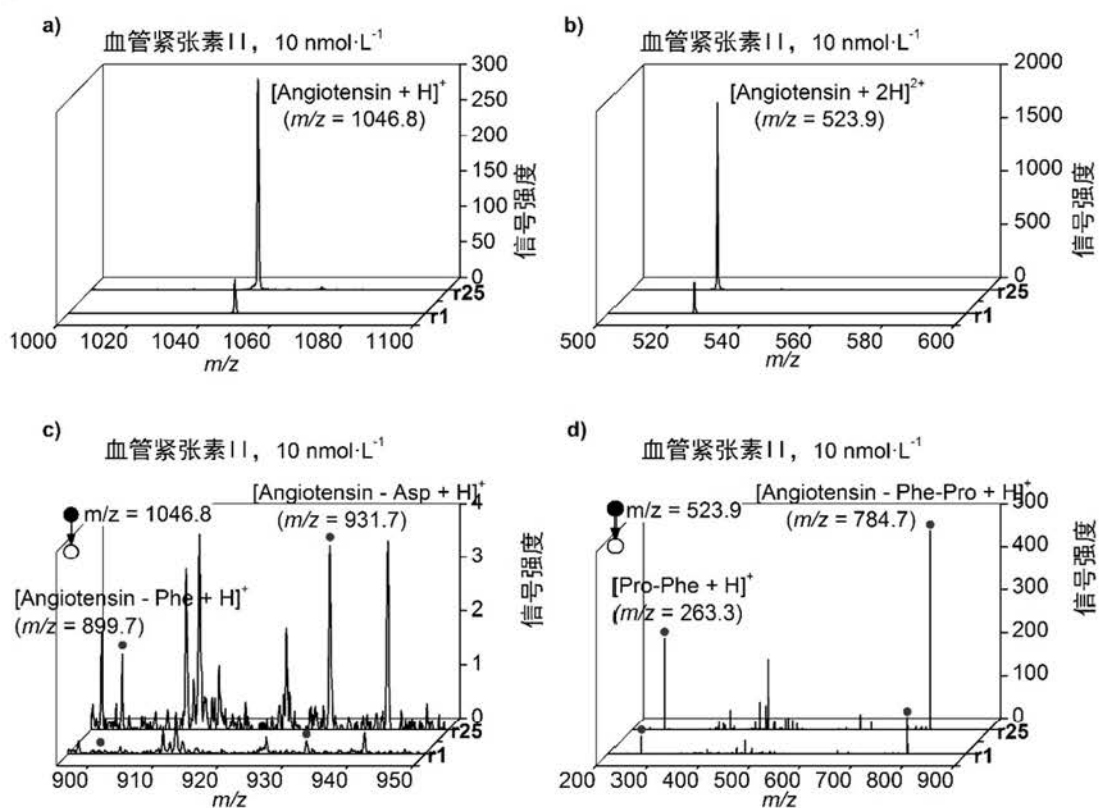 a)
血管紧张素II，10 nmol·L⁻¹
[Angiotensin + H]⁺
(m/z = 1046.8)
300
250
200
150
100
50
0
信号强度
r25
r1
1000 1020 1040 1060 1080 1100
m/z
b)
血管紧张素II，10 nmol·L⁻¹
[Angiotensin + 2H]²⁺
(m/z = 523.9)
2000
1500
1000
500
0
信号强度
r25
r1
500 520 540 560 580 600
m/z
c)
血管紧张素II，10 nmol·L⁻¹
[Angiotensin - Asp + H]⁺
(m/z = 931.7)
m/z = 1046.8
[Angiotensin - Phe + H]⁺
(m/z = 899.7)
4
3
2
1
0
信号强度
r25
r1
900 910 920 930 940 950
m/z
d)
血管紧张素II，10 nmol·L⁻¹
[Angiotensin - Phe-Pro + H]⁺
(m/z = 784.7)
m/z = 523.9
[Pro-Phe + H]⁺
(m/z = 263.3)
500
400
300
200
100
0
信号强度
r25
r1
200 300 400 500 600 700 800 900
m/z